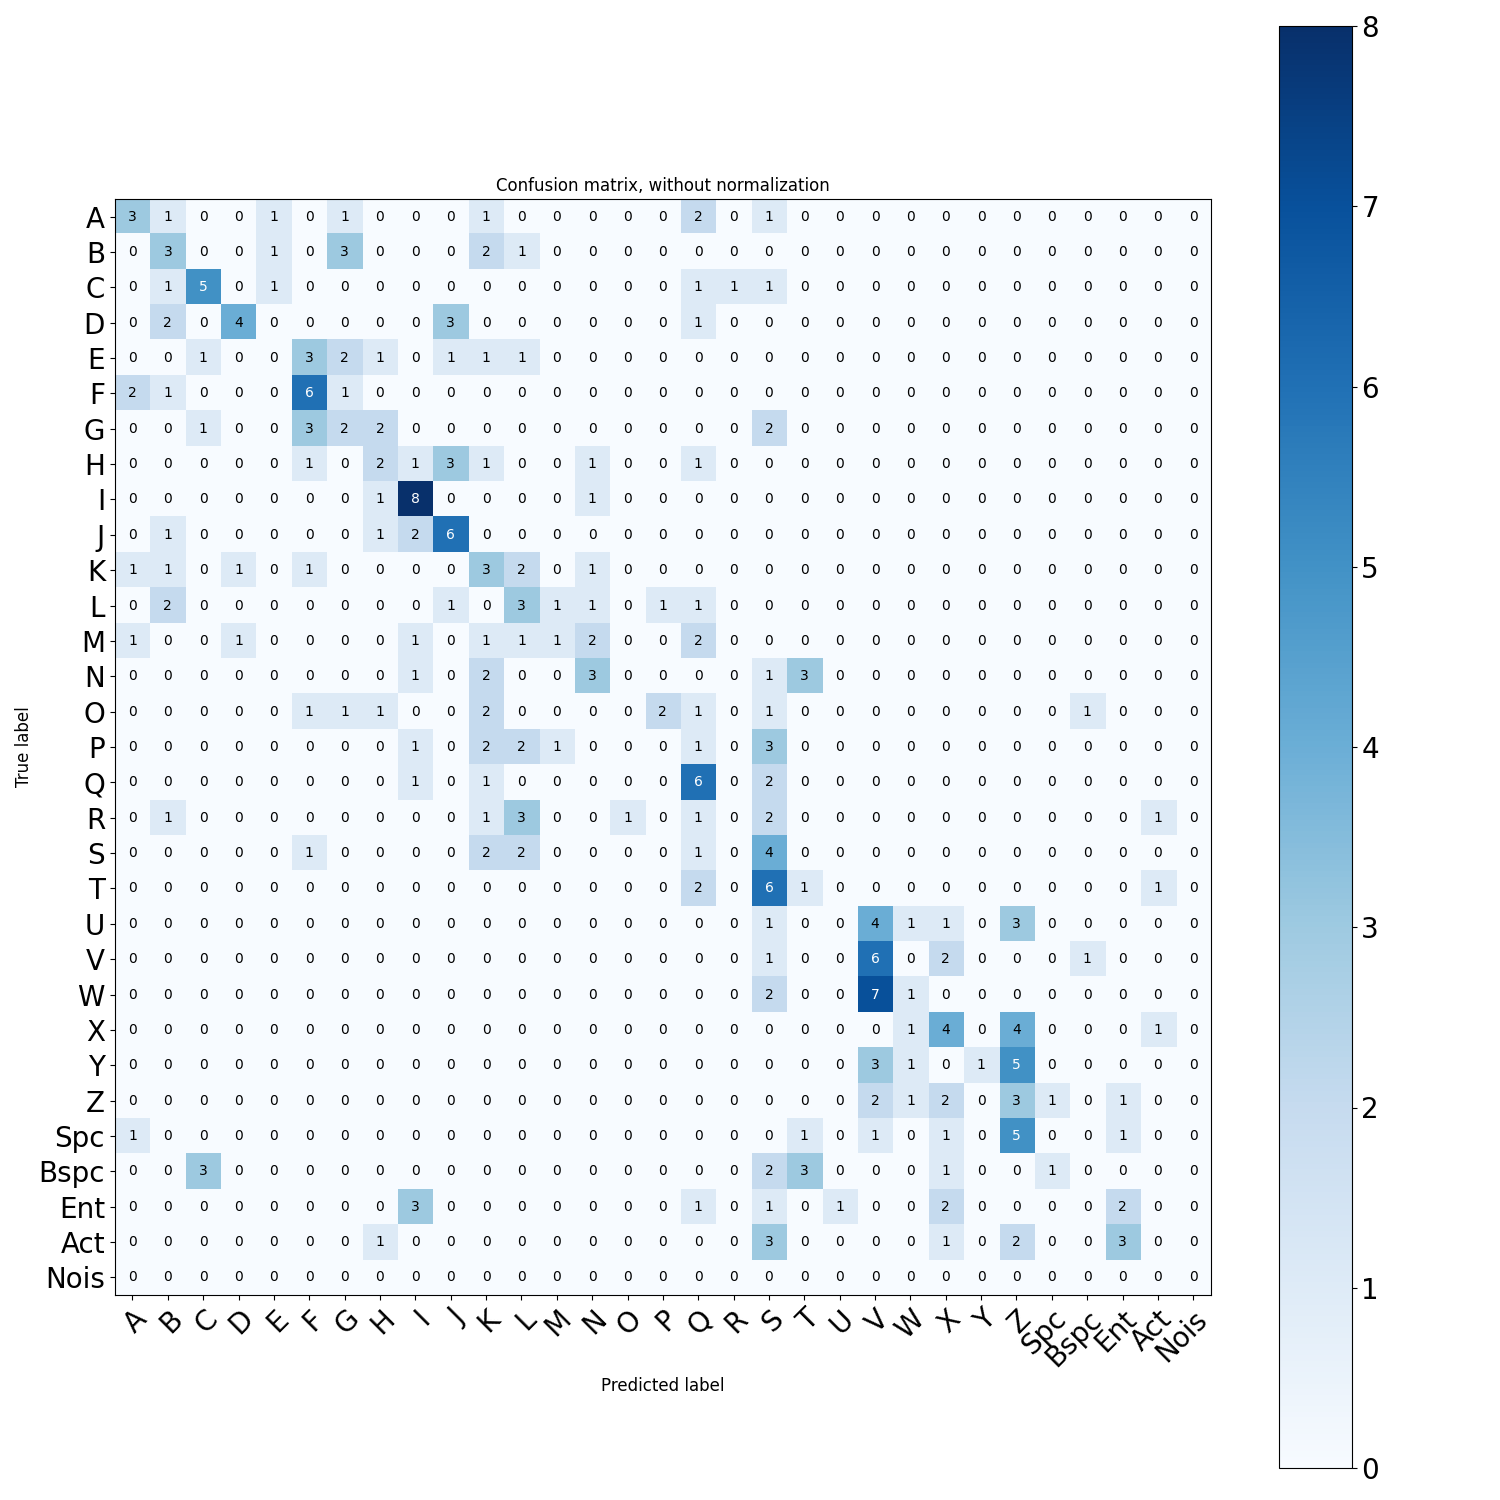 Confusion matrix, without normalization
A 3 1 0 0 1 0 1 0 0 0 1 0 0 0 0 0 2 0 1 0 0 0 0 0 0 0 0 0 0 0 0
B 0 3 0 0 1 0 3 0 0 0 2 1 0 0 0 0 0 0 0 0 0 0 0 0 0 0 0 0 0 0 0
C 0 1 5 0 1 0 0 0 0 0 0 0 0 0 0 0 1 1 1 0 0 0 0 0 0 0 0 0 0 0 0
D 0 2 0 4 0 0 0 0 0 3 0 0 0 0 0 0 1 0 0 0 0 0 0 0 0 0 0 0 0 0 0
E 0 0 1 0 0 3 2 1 0 1 1 1 0 0 0 0 0 0 0 0 0 0 0 0 0 0 0 0 0 0 0
F 2 1 0 0 0 6 1 0 0 0 0 0 0 0 0 0 0 0 0 0 0 0 0 0 0 0 0 0 0 0 0
G 0 0 1 0 0 3 2 2 0 0 0 0 0 0 0 0 0 0 2 0 0 0 0 0 0 0 0 0 0 0 0
H 0 0 0 0 0 1 0 2 1 3 1 0 0 1 0 0 1 0 0 0 0 0 0 0 0 0 0 0 0 0 0
I 0 0 0 0 0 0 0 1 8 0 0 0 0 1 0 0 0 0 0 0 0 0 0 0 0 0 0 0 0 0 0
J 0 1 0 0 0 0 0 1 2 6 0 0 0 0 0 0 0 0 0 0 0 0 0 0 0 0 0 0 0 0 0
K 1 1 0 1 0 1 0 0 0 0 3 2 0 1 0 0 0 0 0 0 0 0 0 0 0 0 0 0 0 0 0
L 0 2 0 0 0 0 0 0 0 1 0 3 1 1 0 1 1 0 0 0 0 0 0 0 0 0 0 0 0 0 0
M 1 0 0 1 0 0 0 0 1 0 1 1 1 2 0 0 2 0 0 0 0 0 0 0 0 0 0 0 0 0 0
N 0 0 0 0 0 0 0 0 1 0 2 0 0 3 0 0 0 0 1 3 0 0 0 0 0 0 0 0 0 0 0
O 0 0 0 0 0 1 1 1 0 0 2 0 0 0 0 2 1 0 1 0 0 0 0 0 0 0 0 1 0 0 0
P 0 0 0 0 0 0 0 0 1 0 2 2 1 0 0 0 1 0 3 0 0 0 0 0 0 0 0 0 0 0 0
Q 0 0 0 0 0 0 0 0 1 0 1 0 0 0 0 0 6 0 2 0 0 0 0 0 0 0 0 0 0 0 0
R 0 1 0 0 0 0 0 0 0 0 1 3 0 0 1 0 1 0 2 0 0 0 0 0 0 0 0 0 0 1 0
S 0 0 0 0 0 1 0 0 0 0 2 2 0 0 0 0 1 0 4 0 0 0 0 0 0 0 0 0 0 0 0
T 0 0 0 0 0 0 0 0 0 0 0 0 0 0 0 0 2 0 6 1 0 0 0 0 0 0 0 0 0 1 0
U 0 0 0 0 0 0 0 0 0 0 0 0 0 0 0 0 0 0 1 0 0 4 1 1 0 3 0 0 0 0 0
V 0 0 0 0 0 0 0 0 0 0 0 0 0 0 0 0 0 0 1 0 0 6 0 2 0 0 0 1 0 0 0
W 0 0 0 0 0 0 0 0 0 0 0 0 0 0 0 0 0 0 2 0 0 7 1 0 0 0 0 0 0 0 0
X 0 0 0 0 0 0 0 0 0 0 0 0 0 0 0 0 0 0 0 0 0 0 1 4 0 4 0 0 0 1 0
Y 0 0 0 0 0 0 0 0 0 0 0 0 0 0 0 0 0 0 0 0 0 3 1 0 1 5 0 0 0 0 0
Z 0 0 0 0 0 0 0 0 0 0 0 0 0 0 0 0 0 0 0 0 0 2 1 2 0 3 1 0 1 0 0
Spc 1 0 0 0 0 0 0 0 0 0 0 0 0 0 0 0 0 0 0 1 0 1 0 1 0 5 0 0 1 0 0
Bspc 0 0 3 0 0 0 0 0 0 0 0 0 0 0 0 0 0 0 2 3 0 0 0 1 0 0 1 0 0 0 0
Ent 0 0 0 0 0 0 0 0 3 0 0 0 0 0 0 0 1 0 1 0 1 0 0 2 0 0 0 0 2 0 0
Act 0 0 0 0 0 0 0 1 0 0 0 0 0 0 0 0 0 0 3 0 0 0 0 1 0 2 0 0 3 0 0
Nois 0 0 0 0 0 0 0 0 0 0 0 0 0 0 0 0 0 0 0 0 0 0 0 0 0 0 0 0 0 0 0
A B C D E F G H I J K L M N O P Q R S T U V W X Y Z Spc Bspc Ent Act Nois
Predicted label
True label
8
7
6
5
4
3
2
1
0